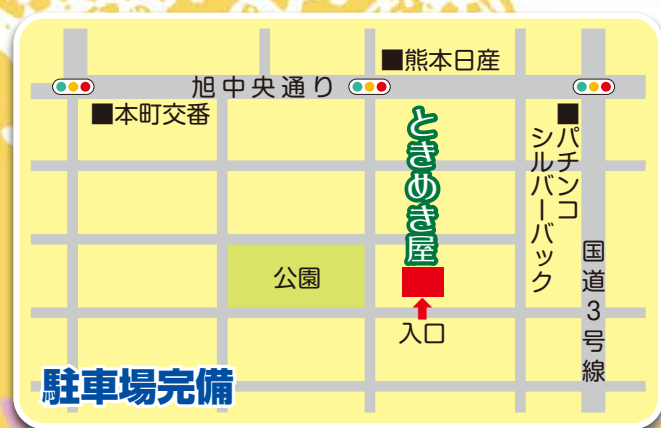 ■熊本日産
旭中央通り
■本町交番
ときめき屋
■パチンコ
シルバーバック
国道3号線
公園
入口
駐車場完備